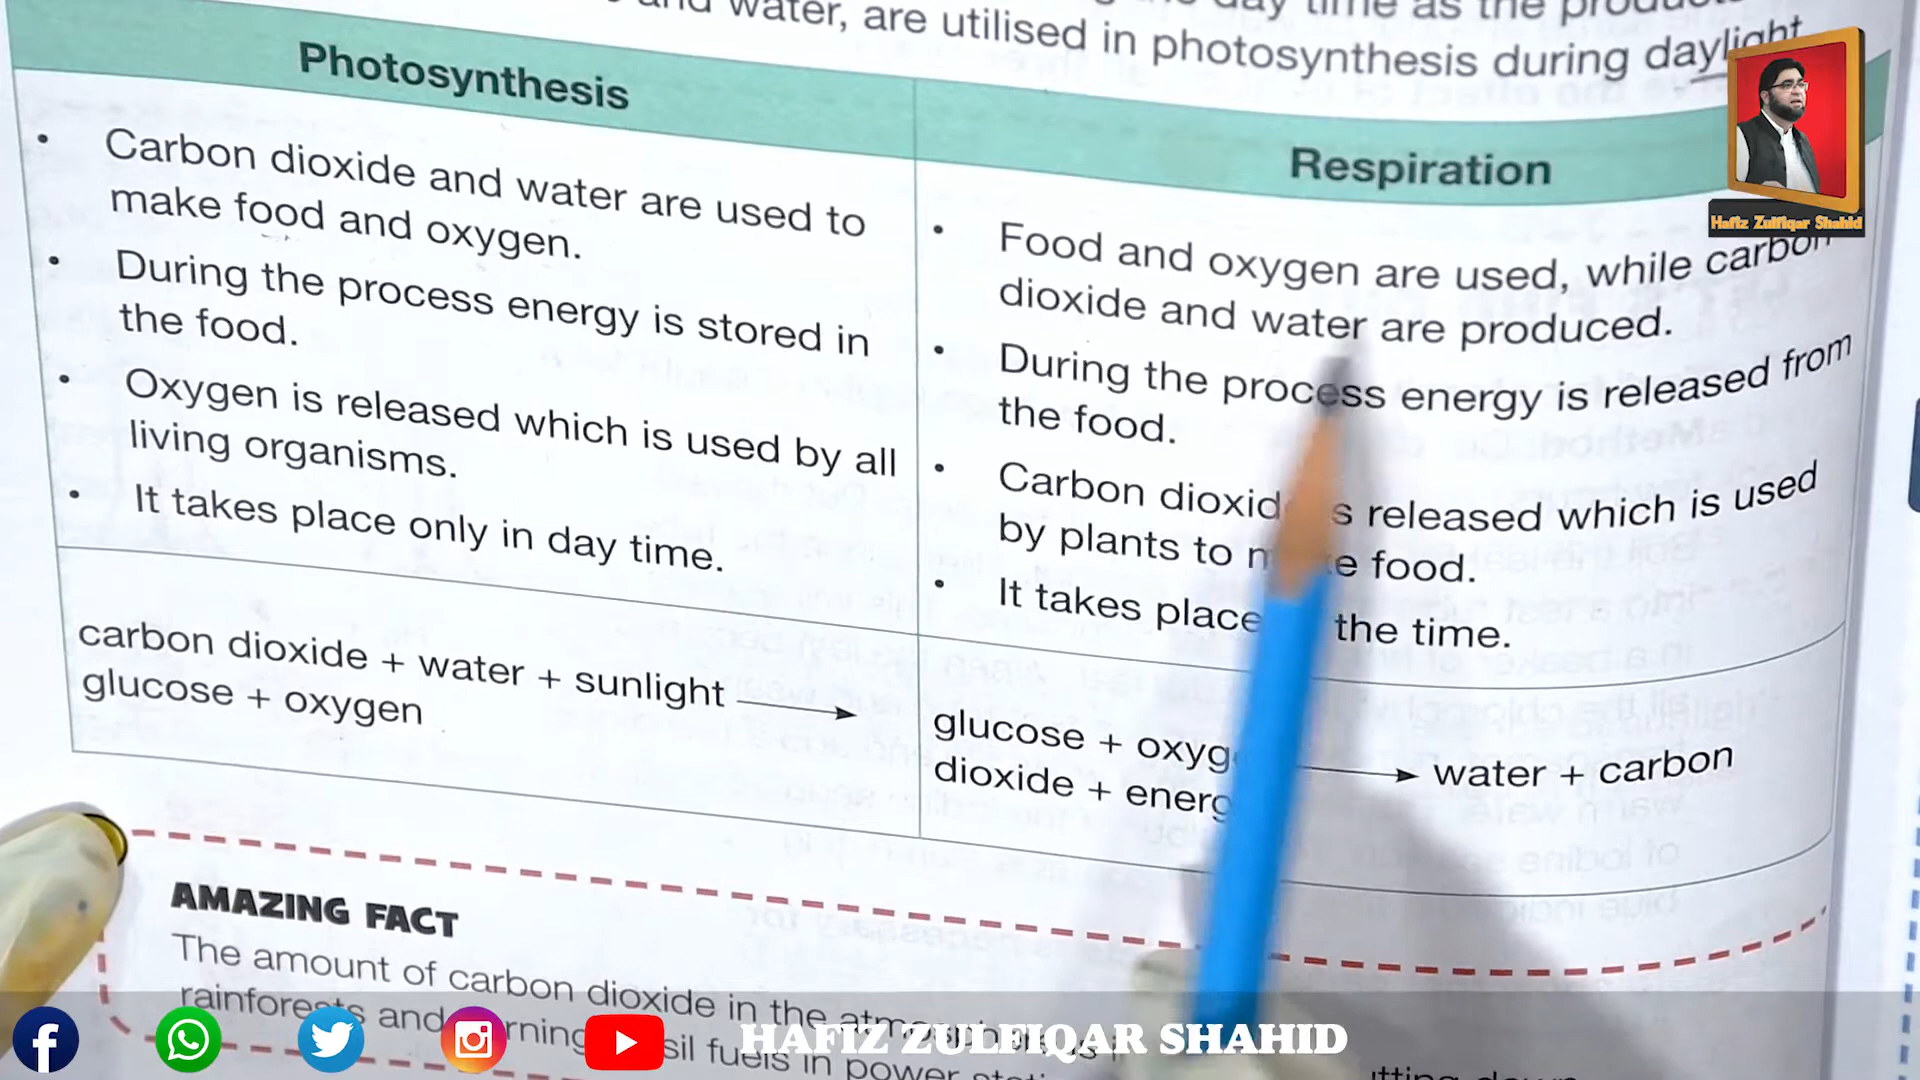 and water, are utilised in photosynthesis during daylight
Photosynthesis
• Carbon dioxide and water are used to
make food and oxygen.
• During the process energy is stored in
the food.
• Oxygen is released which is used by all
living organisms.
• It takes place only in day time.
carbon dioxide + water + sunlight →
glucose + oxygen
Respiration
• Food and oxygen are used, while carbon
dioxide and water are produced.
• During the process energy is released from
the food.
• Carbon dioxide is released which is used
by plants to make food.
• It takes place the time.
glucose + oxyg → water + carbon
dioxide + energ
AMAZING FACT
The amount of carbon dioxide in the atmosph
rainforests and rning sil fuels in power
Hafiz Zulfiqar Shahid
HAFIZ ZULFIQAR SHAHID